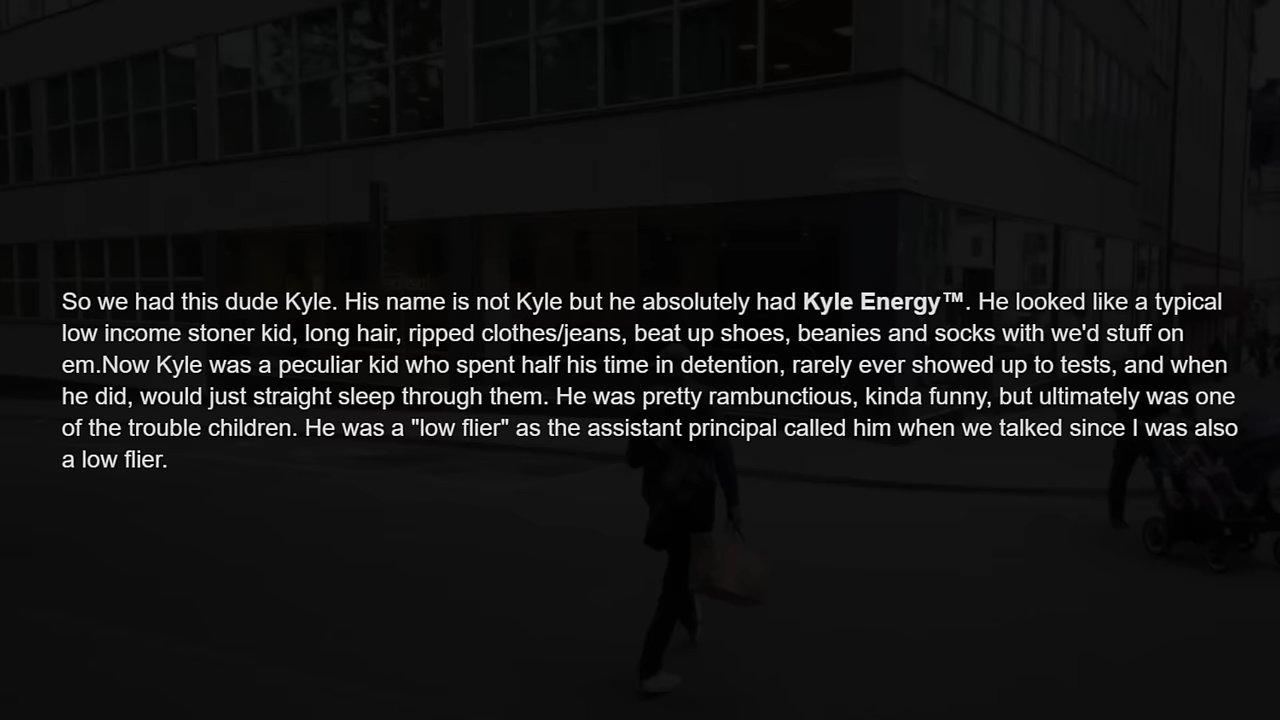 So we had this dude Kyle. His name is not Kyle but he absolutely had Kyle Energy™. He looked like a typical
low income stoner kid, long hair, ripped clothes/jeans, beat up shoes, beanies and socks with we'd stuff on
em.Now Kyle was a peculiar kid who spent half his time in detention, rarely ever showed up to tests, and when
he did, would just straight sleep through them. He was pretty rambunctious, kinda funny, but ultimately was one
of the trouble children. He was a "low flier" as the assistant principal called him when we talked since I was also
a low flier.